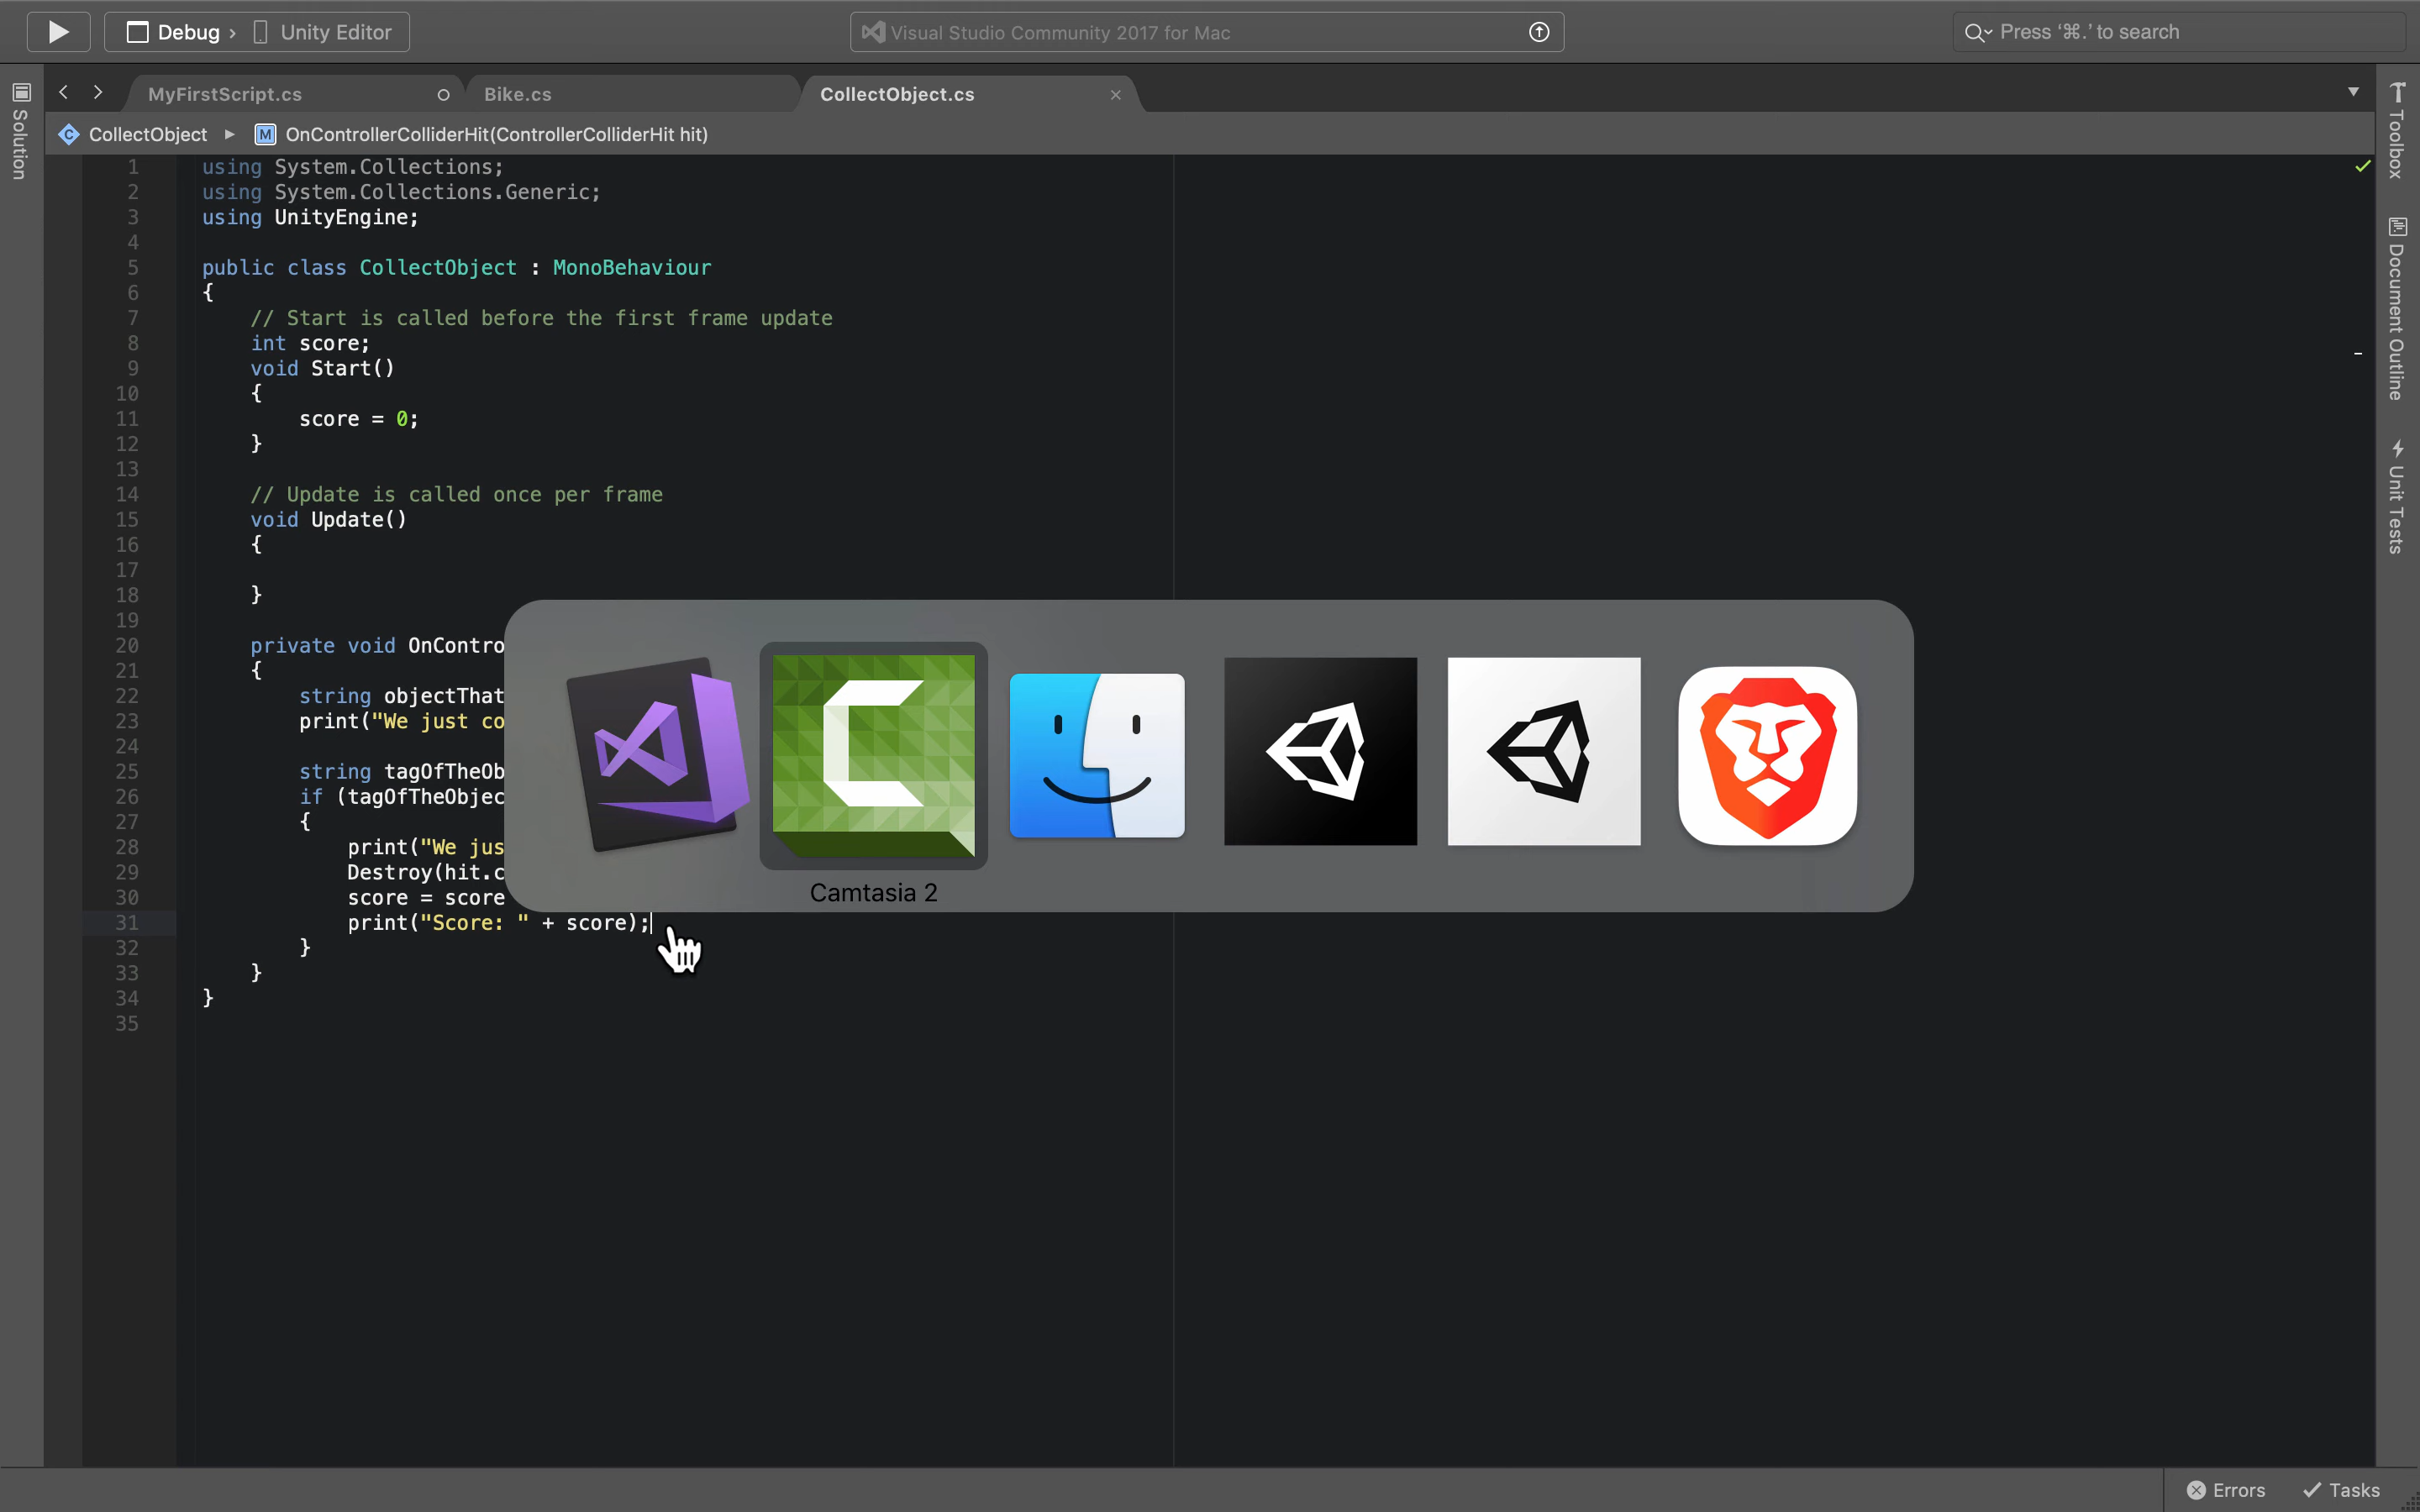 Debug › Unity Editor
Visual Studio Community 2017 for Mac
Press '⌘.' to search
Solution
MyFirstScript.cs
Bike.cs
CollectObject.cs
CollectObject
M OnControllerColliderHit(ControllerColliderHit hit)
1 using System.Collections;
2 using System.Collections.Generic;
3 using UnityEngine;
4
5 public class CollectObject : MonoBehaviour
6 {
7 // Start is called before the first frame update
8 int score;
9 void Start()
10 {
11 score = 0;
12 }
13
14 // Update is called once per frame
15 void Update()
16 {
17
18 }
19
20 private void OnContro
21 {
22 string objectThat
23 print("We just co
24
25 string tagOfTheOb
26 if (tagOfTheObjec
27 {
28 print("We jus
29 Destroy(hit.c
30 score = score
31 print("Score: " + score);
32 }
33 }
34 }
35
Camtasia 2
Toolbox
Document Outline
Unit Tests
Errors
Tasks